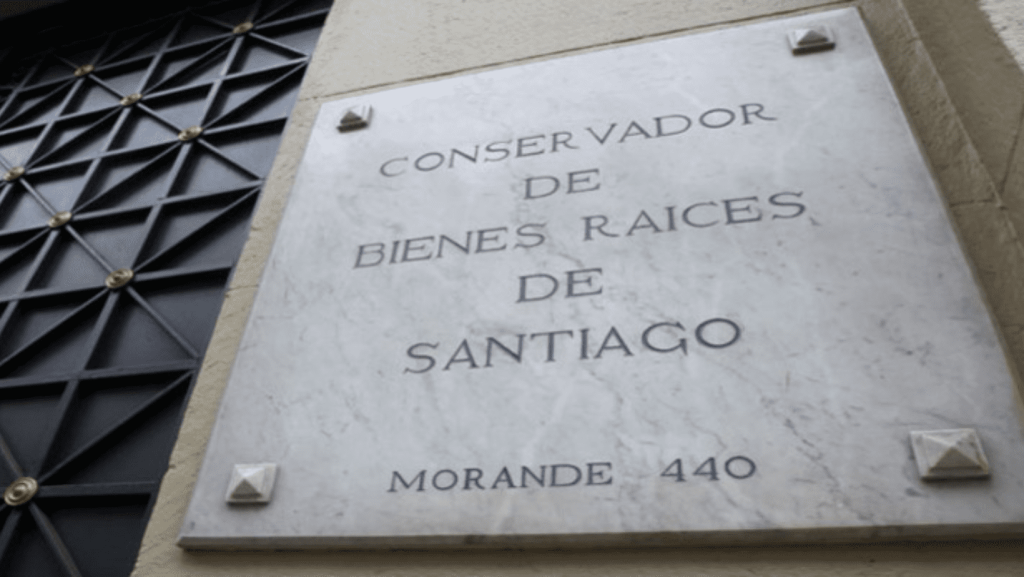 CONSERVADOR
DE
BIENES RAICES
DE
SANTIAGO
MORANDE 440